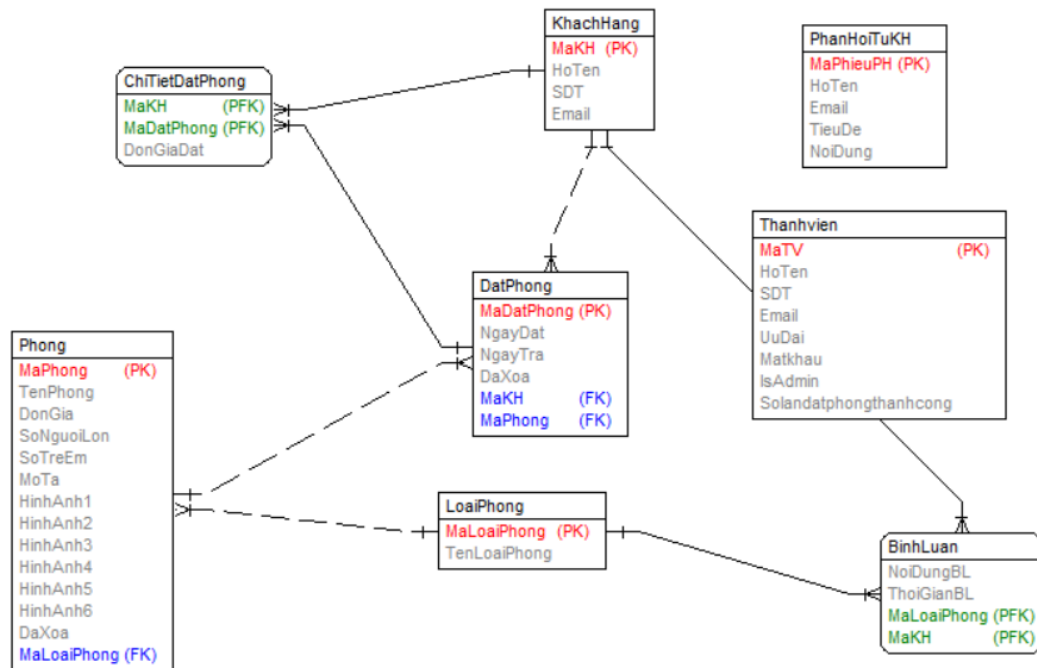 KhachHang
MaKH (PK)
HoTen
SDT
Email
PhanHoiTuKH
MaPhieuPH (PK)
HoTen
Email
TieuDe
NoiDung
ChiTietDatPhong
MaKH (PFK)
MaDatPhong (PFK)
DonGiaDat
Thanhvien
MaTV (PK)
HoTen
SDT
Email
UuDai
Matkhau
IsAdmin
Solandatphongthanhcong
DatPhong
MaDatPhong (PK)
NgayDat
NgayTra
DaXoa
MaKH (FK)
MaPhong (FK)
Phong
MaPhong (PK)
TenPhong
DonGia
SoNguoiLon
SoTreEm
MoTa
HinhAnh1
HinhAnh2
HinhAnh3
HinhAnh4
HinhAnh5
HinhAnh6
DaXoa
MaLoaiPhong (FK)
LoaiPhong
MaLoaiPhong (PK)
TenLoaiPhong
BinhLuan
NoiDungBL
ThoiGianBL
MaLoaiPhong (PFK)
MaKH (PFK)